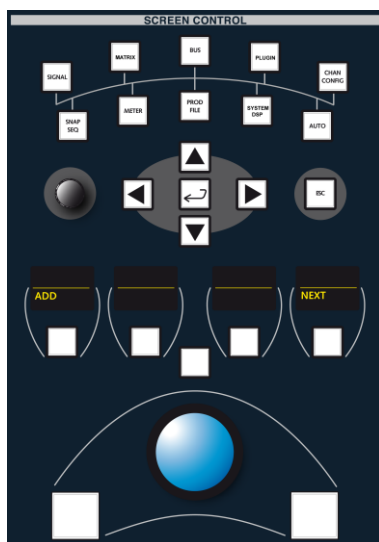 SCREEN CONTROL
SIGNAL
MATRIX
BUS
PLUGIN
CHAN
CONFIG
SNAP
SEQ
METER
PROD
FILE
SYSTEM
DSP
AUTO
ESC
ADD
NEXT